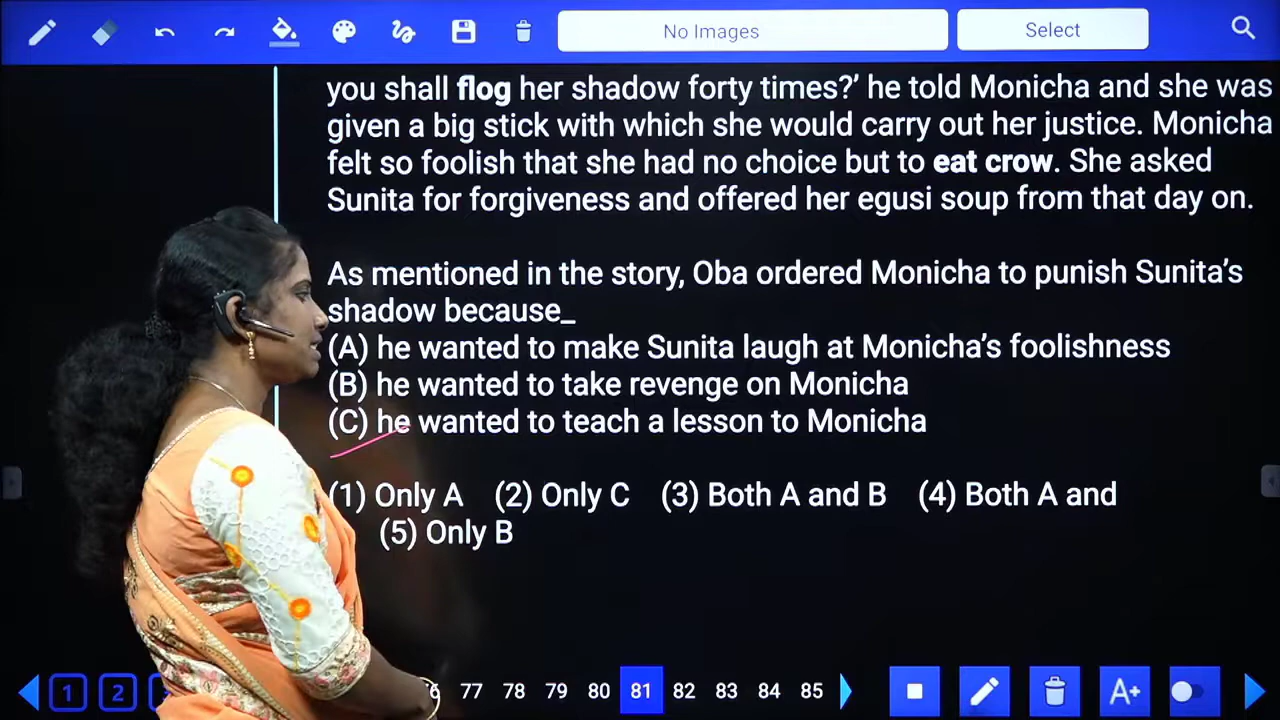 No Images
Select
you shall flog her shadow forty times?’ he told Monicha and she was
given a big stick with which she would carry out her justice. Monicha
felt so foolish that she had no choice but to eat crow. She asked
Sunita for forgiveness and offered her egusi soup from that day on.
As mentioned in the story, Oba ordered Monicha to punish Sunita’s
shadow because_
(A) he wanted to make Sunita laugh at Monicha’s foolishness
(B) he wanted to take revenge on Monicha
(C) he wanted to teach a lesson to Monicha
(1) Only A (2) Only C (3) Both A and B (4) Both A and
(5) Only B
1 2 77 78 79 80 81 82 83 84 85 A+